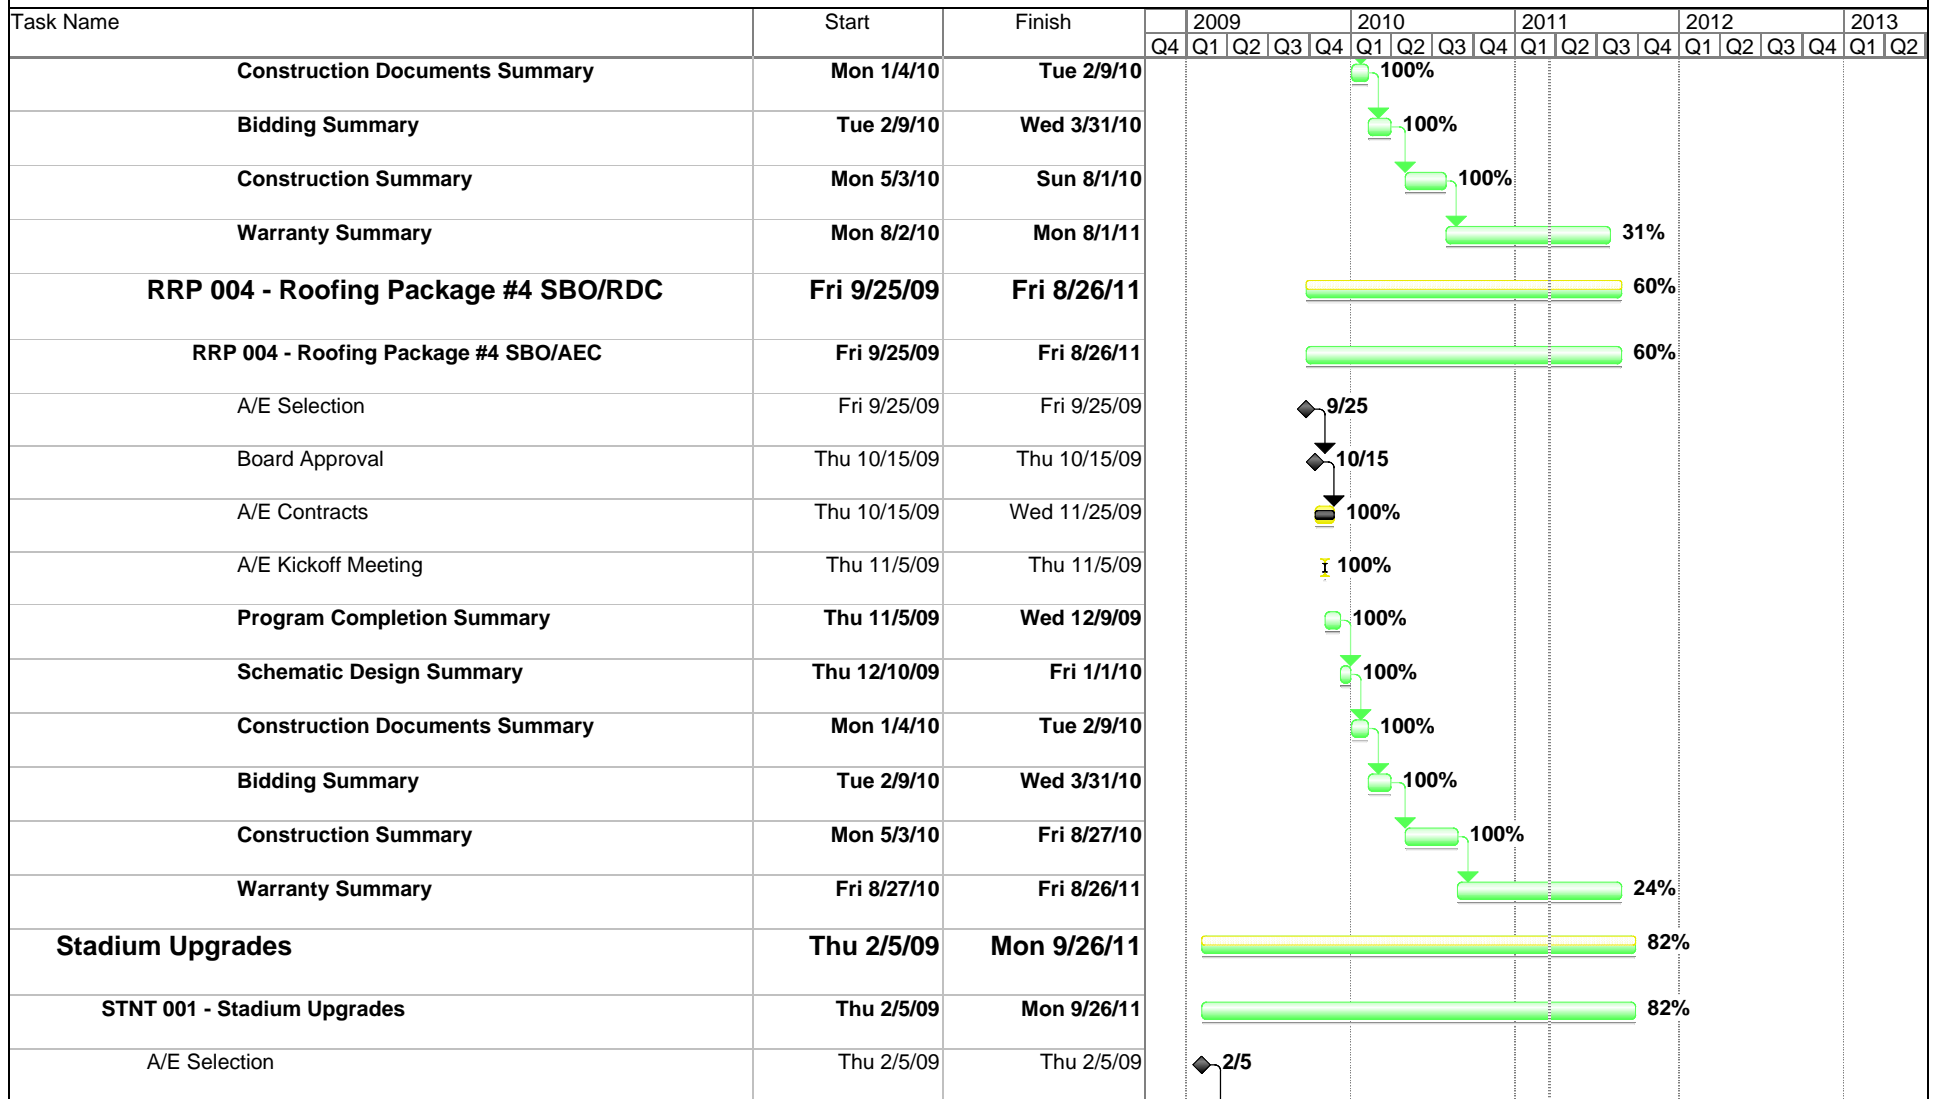 Task Name Start Finish 2009 2010 2011 2012 2013
Q4 Q1 Q2 Q3 Q4 Q1 Q2 Q3 Q4 Q1 Q2 Q3 Q4 Q1 Q2 Q3 Q4 Q1 Q2
Construction Documents Summary Mon 1/4/10 Tue 2/9/10 100%
Bidding Summary Tue 2/9/10 Wed 3/31/10 100%
Construction Summary Mon 5/3/10 Sun 8/1/10 100%
Warranty Summary Mon 8/2/10 Mon 8/1/11 31%
RRP 004 - Roofing Package #4 SBO/RDC Fri 9/25/09 Fri 8/26/11 60%
RRP 004 - Roofing Package #4 SBO/AEC Fri 9/25/09 Fri 8/26/11 60%
A/E Selection Fri 9/25/09 Fri 9/25/09 9/25
Board Approval Thu 10/15/09 Thu 10/15/09 10/15
A/E Contracts Thu 10/15/09 Wed 11/25/09 100%
A/E Kickoff Meeting Thu 11/5/09 Thu 11/5/09 100%
Program Completion Summary Thu 11/5/09 Wed 12/9/09 100%
Schematic Design Summary Thu 12/10/09 Fri 1/1/10 100%
Construction Documents Summary Mon 1/4/10 Tue 2/9/10 100%
Bidding Summary Tue 2/9/10 Wed 3/31/10 100%
Construction Summary Mon 5/3/10 Fri 8/27/10 100%
Warranty Summary Fri 8/27/10 Fri 8/26/11 24%
Stadium Upgrades Thu 2/5/09 Mon 9/26/11 82%
STNT 001 - Stadium Upgrades Thu 2/5/09 Mon 9/26/11 82%
A/E Selection Thu 2/5/09 Thu 2/5/09 2/5